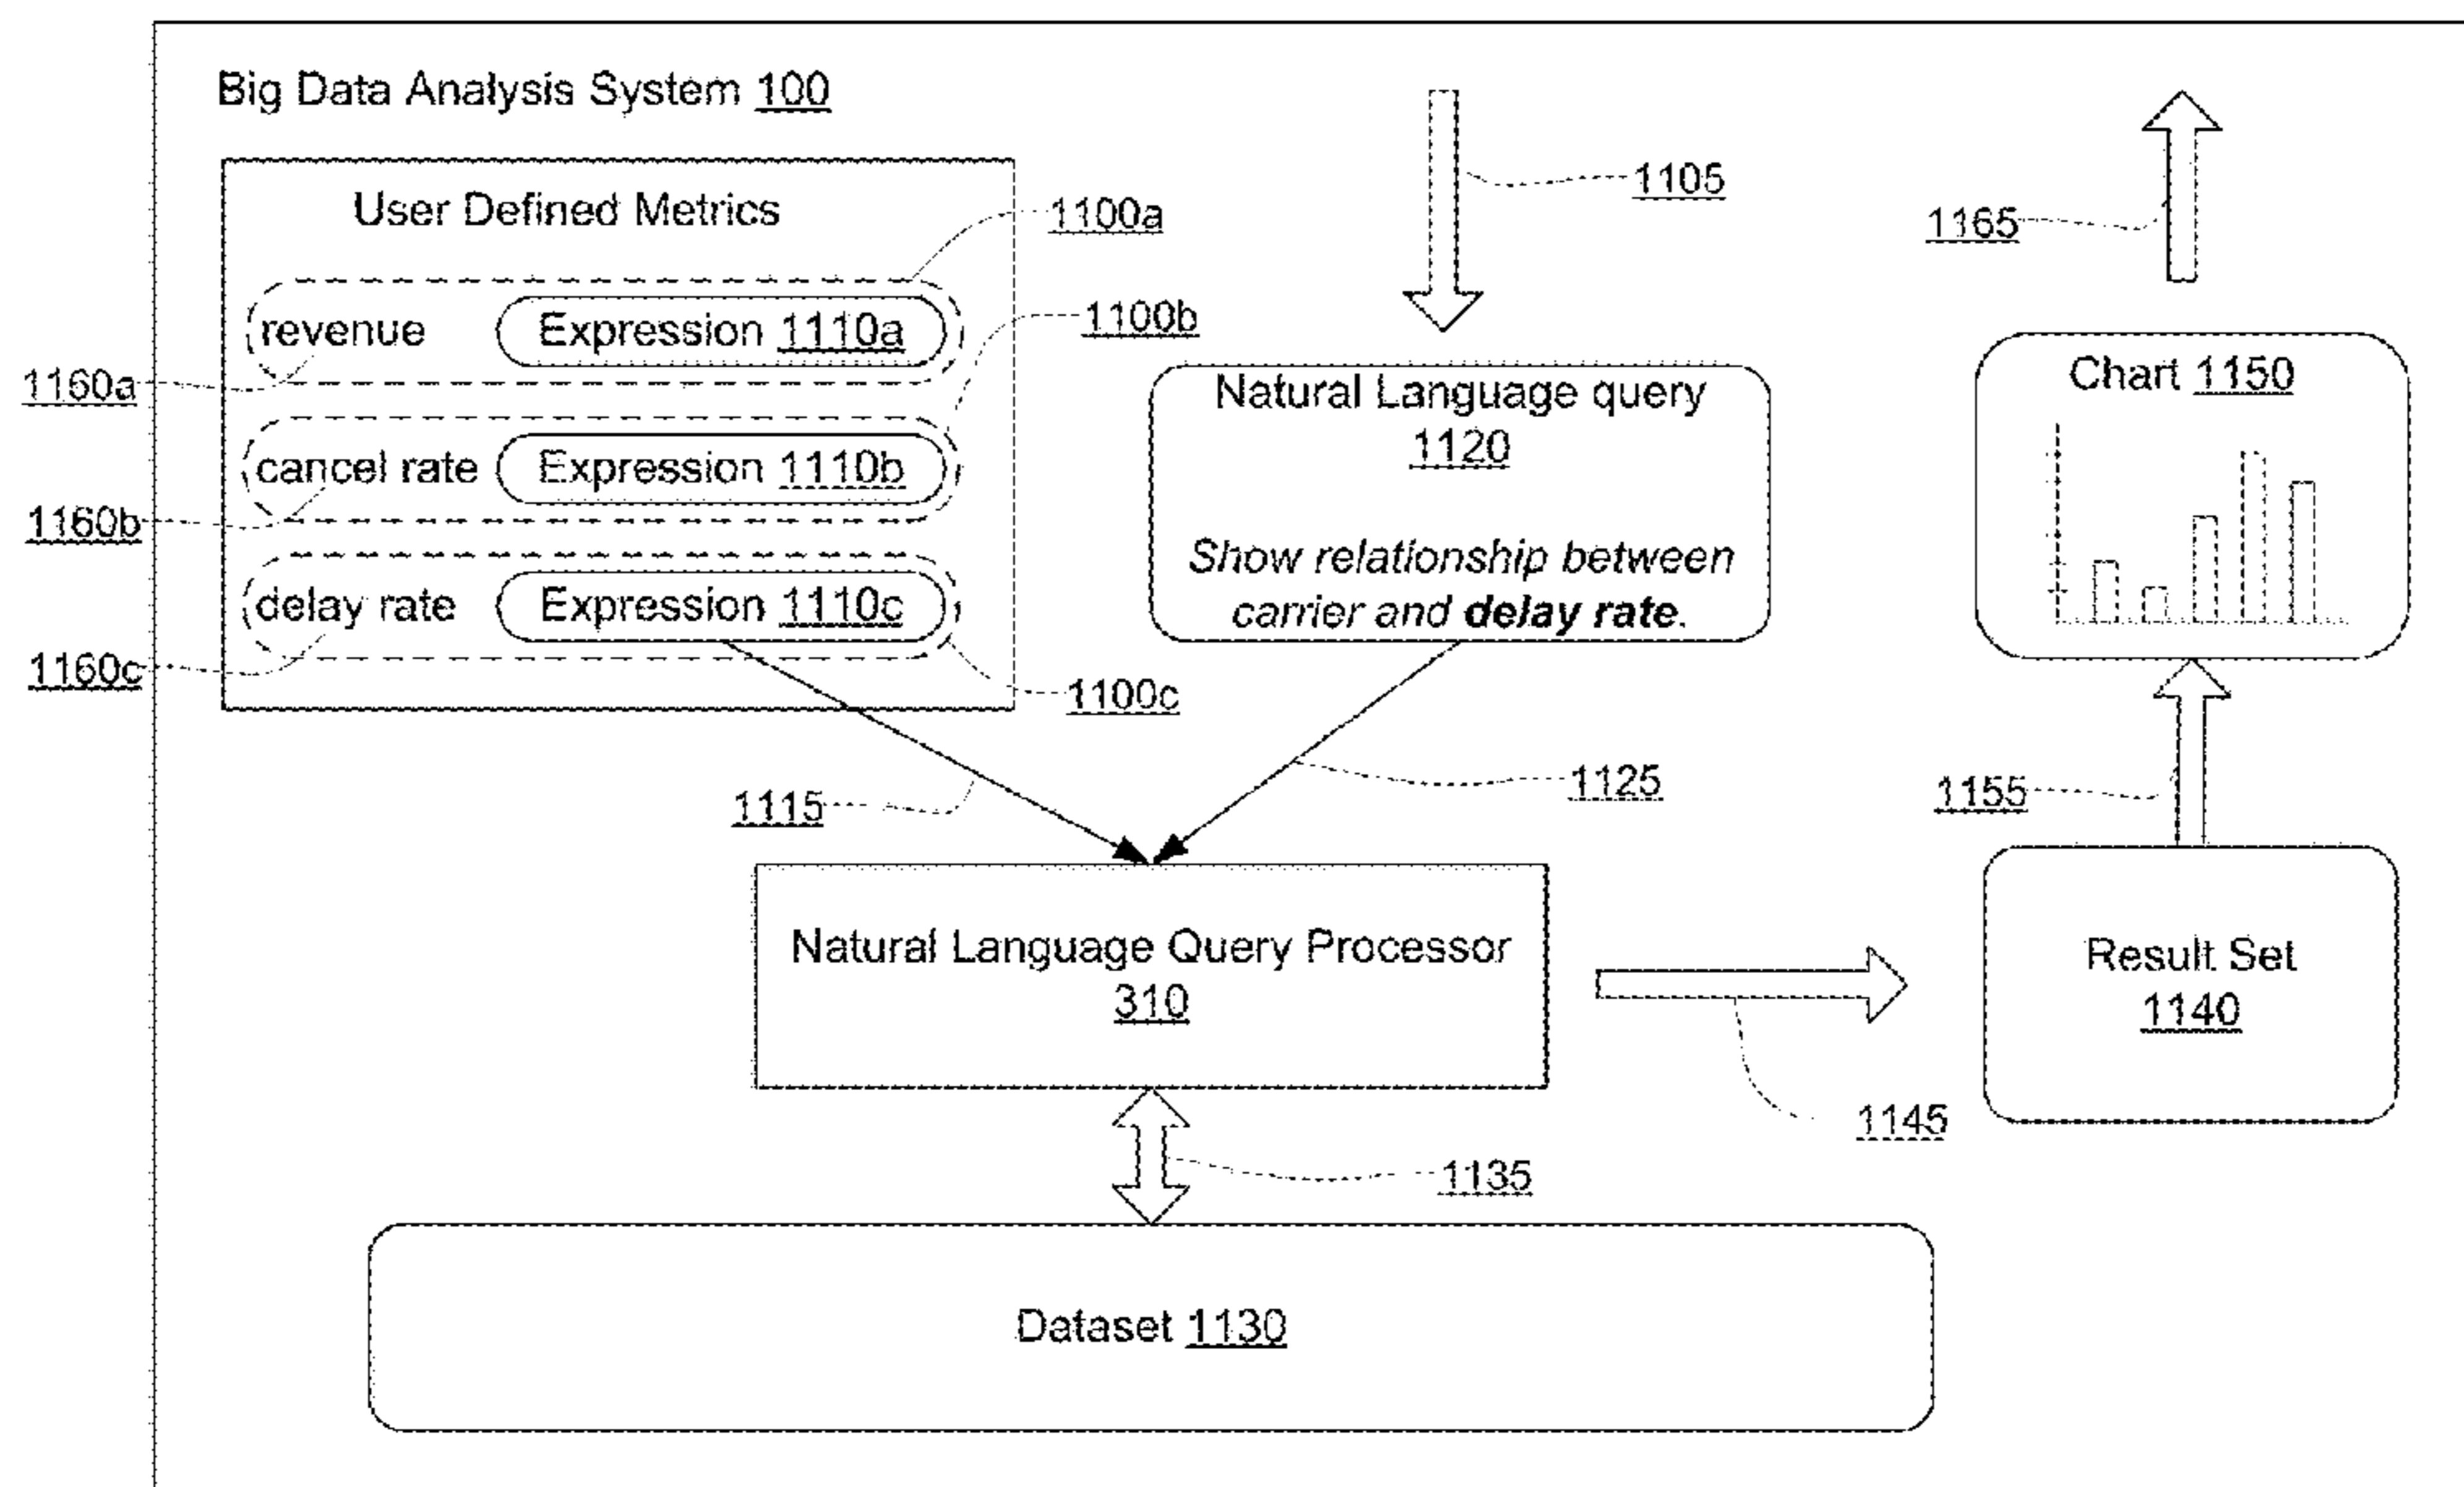 Big Data Analysis System 100
User Defined Metrics
1100a
revenue
Expression 1110a
1160a
1100b
cancel rate
Expression 1110b
1160b
delay rate
Expression 1110c
1160c
1100c
1105
Natural Language query
1120
Show relationship between
carrier and delay rate.
1165
Chart 1150
1115
1125
1155
Natural Language Query Processor
310
1145
Result Set
1140
1135
Dataset 1130